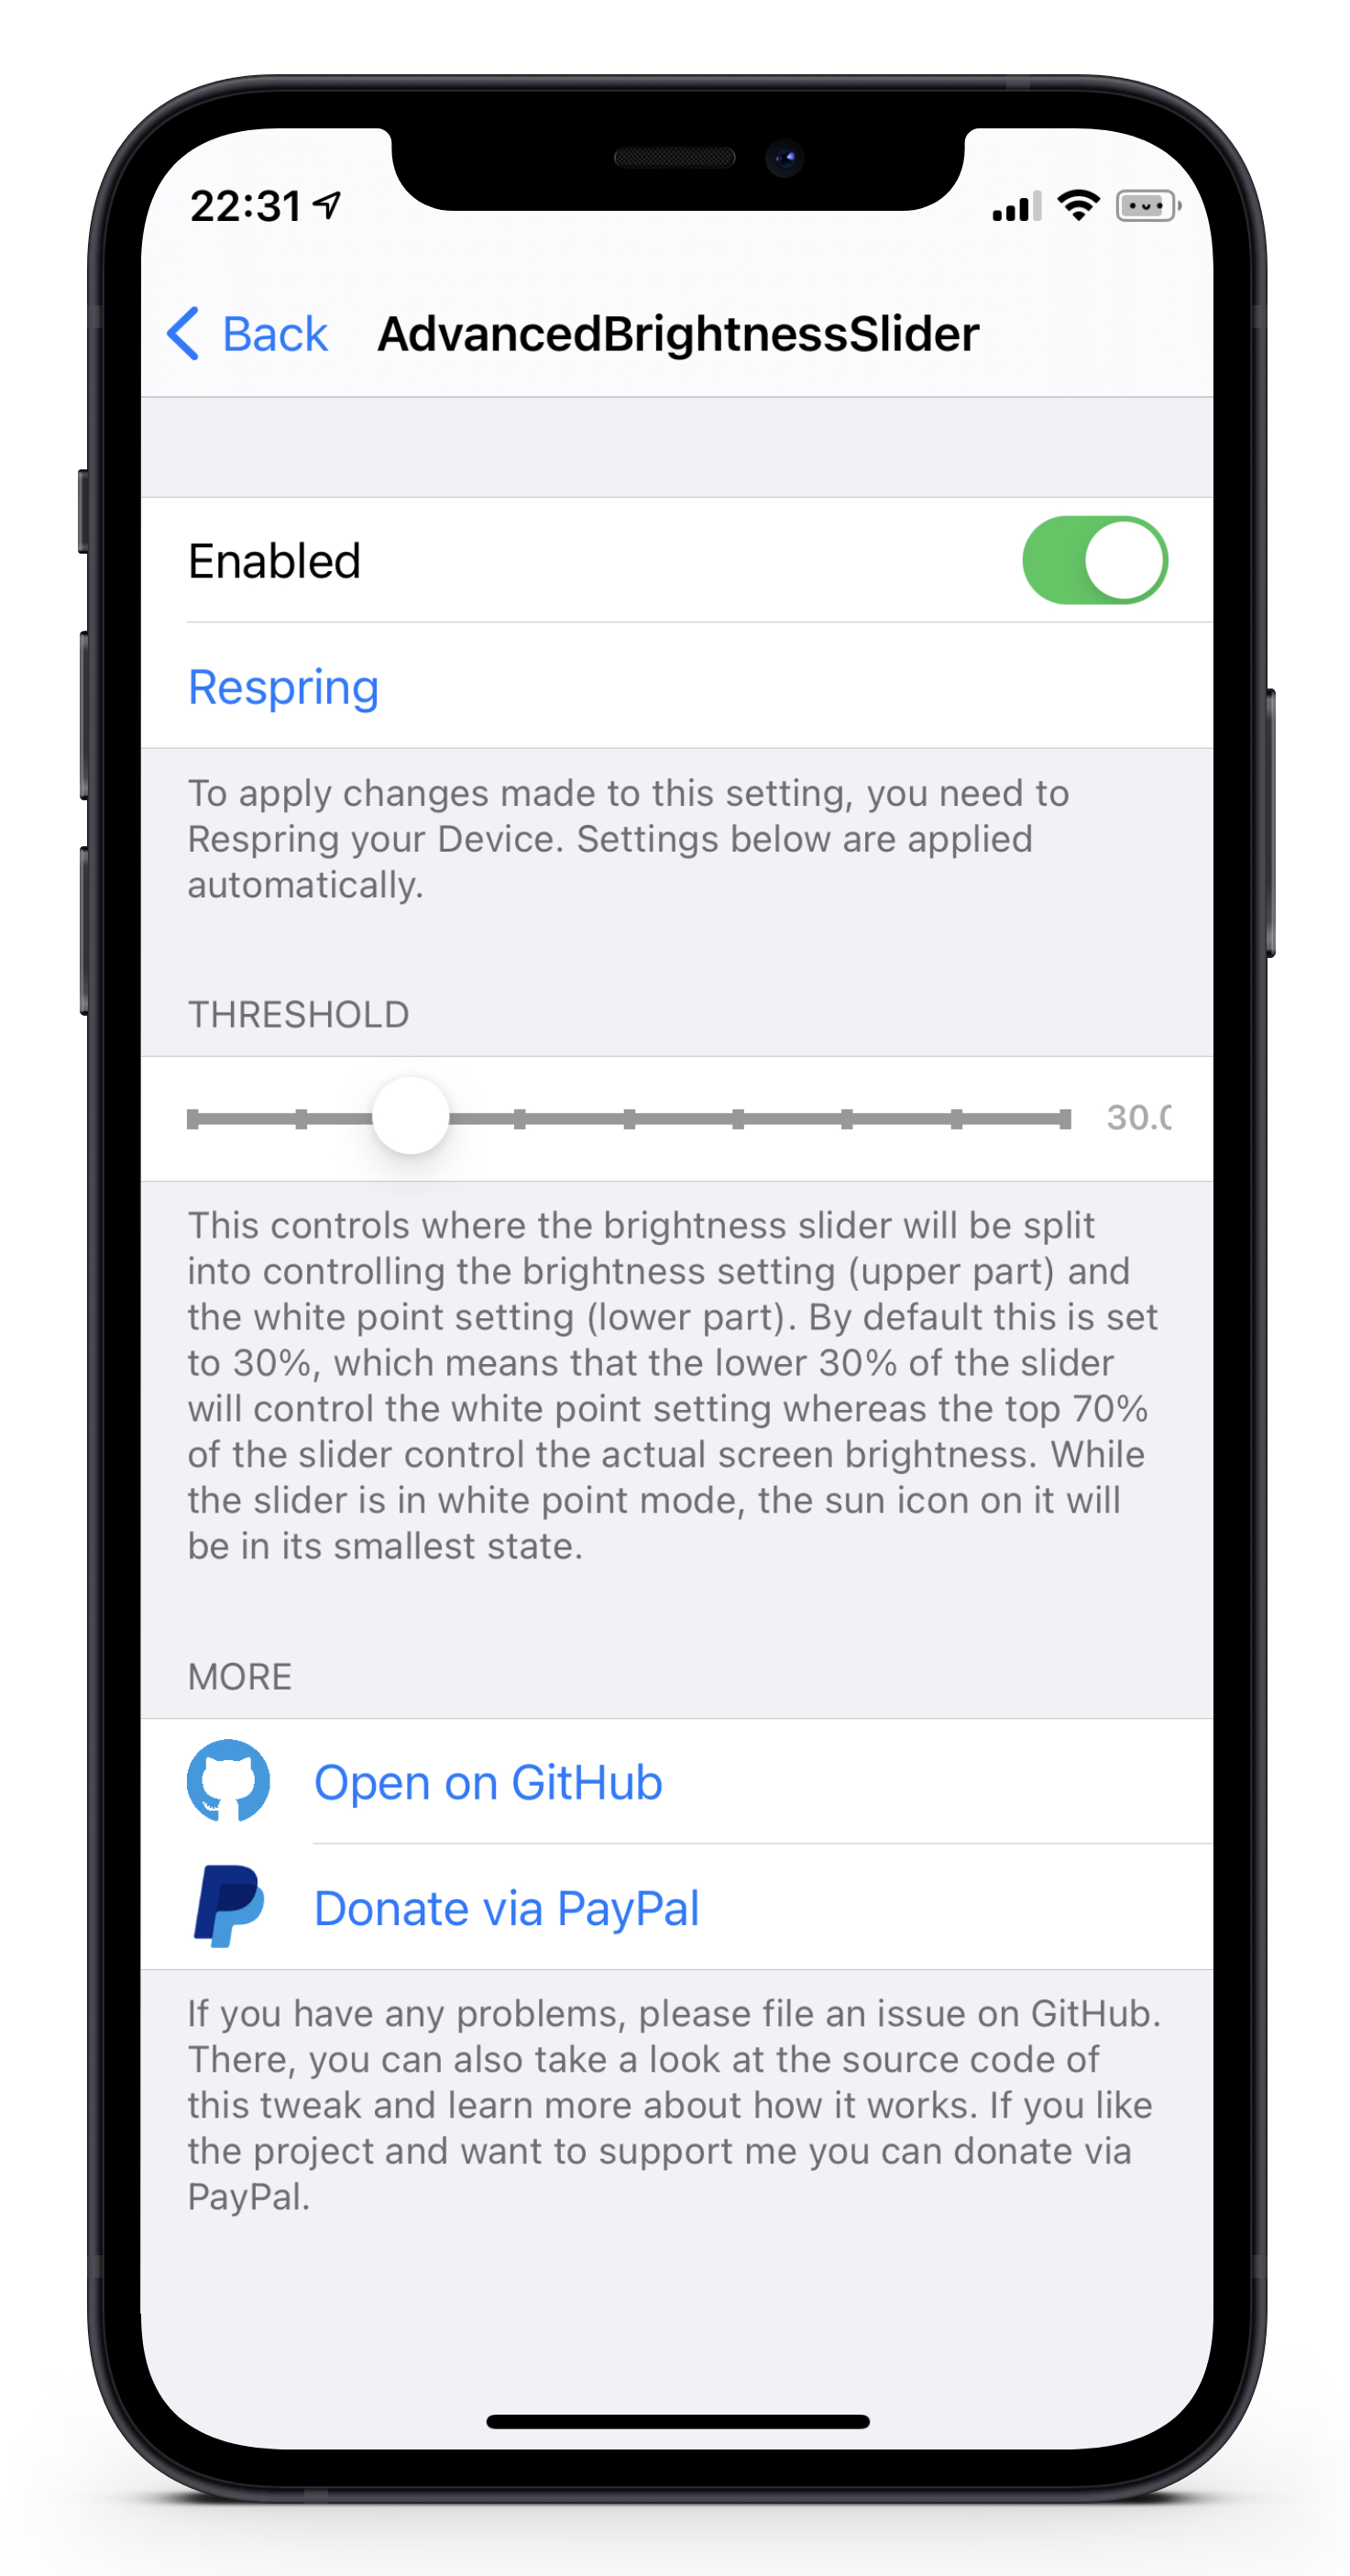 22:31
Back AdvancedBrightnessSlider
Enabled
Respring
To apply changes made to this setting, you need to
Respring your Device. Settings below are applied
automatically.
THRESHOLD
30.0
This controls where the brightness slider will be split
into controlling the brightness setting (upper part) and
the white point setting (lower part). By default this is set
to 30%, which means that the lower 30% of the slider
will control the white point setting whereas the top 70%
of the slider control the actual screen brightness. While
the slider is in white point mode, the sun icon on it will
be in its smallest state.
MORE
Open on GitHub
Donate via PayPal
If you have any problems, please file an issue on GitHub.
There, you can also take a look at the source code of
this tweak and learn more about how it works. If you like
the project and want to support me you can donate via
PayPal.